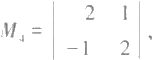 M₄ = | 2 1 |
| −1 2 | ,